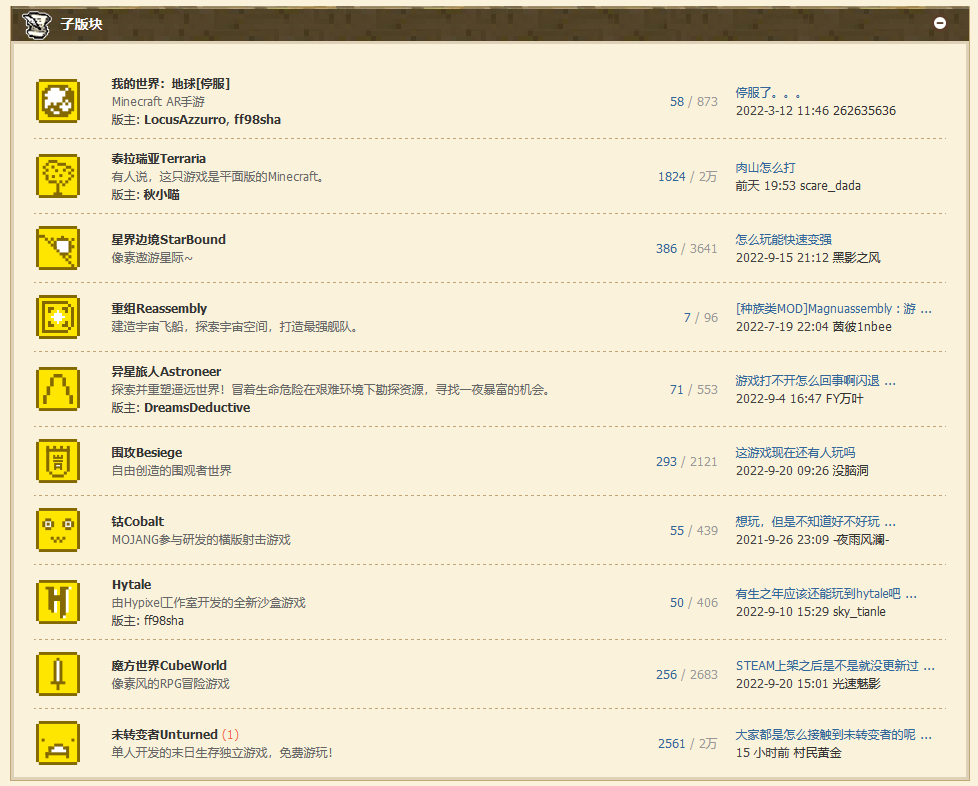 子版块
我的世界：地球[停服]
Minecraft AR手游
版主: LocusAzzurro, ff98sha
58 / 873
停服了。。。
2022-3-12 11:46 262635636
泰拉瑞亚Terraria
有人说，这只游戏是平面版的Minecraft。
版主: 秋小喵
1824 / 2万
肉山怎么打
前天 19:53 scare_dada
星界边境StarBound
像素遨游星际~
386 / 3641
怎么玩能快速变强
2022-9-15 21:12 黑影之风
重组Reassembly
建造宇宙飞船，探索宇宙空间，打造最强舰队。
7 / 96
[种族类MOD]Magnuassembly : 游 ...
2022-7-19 22:04 茵彼1nbee
异星旅人Astroneer
探索并重塑遥远世界！冒着生命危险在艰难环境下勘探资源，寻找一夜暴富的机会。
版主: DreamsDeductive
71 / 553
游戏打不开怎么回事啊闪退 ...
2022-9-4 16:47 FY万叶
围攻Besiege
自由创造的围观者世界
293 / 2121
这游戏现在还有人玩吗
2022-9-20 09:26 没脑洞
钴Cobalt
MOJANG参与研发的横版射击游戏
55 / 439
想玩，但是不知道好不好玩 ...
2021-9-26 23:09 -夜雨风澜-
Hytale
由Hypixel工作室开发的全新沙盒游戏
版主: ff98sha
50 / 406
有生之年应该还能玩到hytale吧 ...
2022-9-10 15:29 sky_tianle
魔方世界CubeWorld
像素风的RPG冒险游戏
256 / 2683
STEAM上架之后是不是就没更新过 ...
2022-9-20 15:01 光速魅影
未转变者Unturned (1)
单人开发的末日生存独立游戏，免费游玩！
2561 / 2万
大家都是怎么接触到未转变者的呢 ...
15 小时前 村民黄金